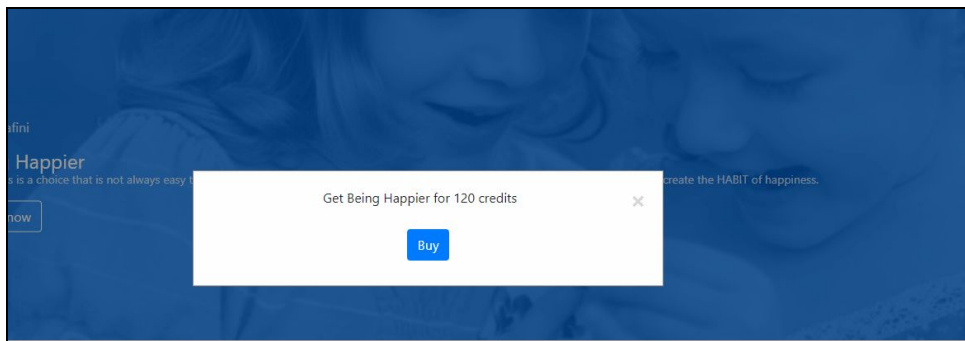 afini
Happier
s is a choice that is not always easy t
create the HABIT of happiness.
now
Get Being Happier for 120 credits
×
Buy